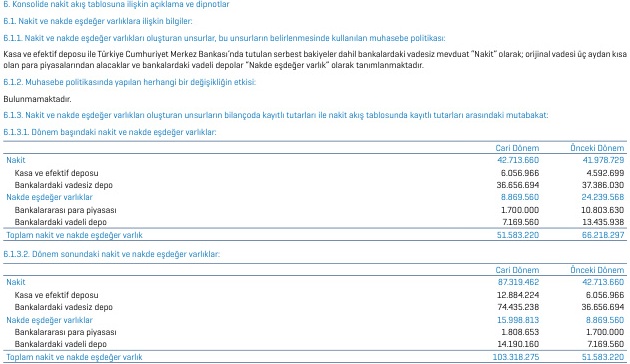 6. Konsolide nakit akış tablosuna ilişkin açıklama ve dipnotlar
6.1. Nakit ve nakde eşdeğer varlıklara ilişkin bilgiler:
6.1.1. Nakit ve nakde eşdeğer varlıkları oluşturan unsurlar, bu unsurların belirlenmesinde kullanılan muhasebe politikası:
Kasa ve efektif deposu ile Türkiye Cumhuriyet Merkez Bankası'nda tutulan serbest bakiyeler dahil bankalardaki vadesiz mevduat "Nakit" olarak; orijinal vadesi üç aydan kısa
olan para piyasalarından alacaklar ve bankalardaki vadeli depolar "Nakde eşdeğer varlık" olarak tanımlanmaktadır.
6.1.2. Muhasebe politikasında yapılan herhangi bir değişikliğin etkisi:
Bulunmamaktadır.
6.1.3. Nakit ve nakde eşdeğer varlıkları oluşturan unsurların bilançoda kayıtlı tutarları ile nakit akış tablosunda kayıtlı tutarları arasındaki mutabakat:
6.1.3.1. Dönem başındaki nakit ve nakde eşdeğer varlıklar:
Cari Dönem Önceki Dönem
Nakit 42.713.660 41.978.729
Kasa ve efektif deposu 6.056.966 4.592.699
Bankalardaki vadesiz depo 36.656.694 37.386.030
Nakde eşdeğer varlıklar 8.869.560 24.239.568
Bankalararası para piyasası 1.700.000 10.803.630
Bankalardaki vadeli depo 7.169.560 13.435.938
Toplam nakit ve nakde eşdeğer varlık 51.583.220 66.218.297
6.1.3.2. Dönem sonundaki nakit ve nakde eşdeğer varlıklar:
Cari Dönem Önceki Dönem
Nakit 87.319.462 42.713.660
Kasa ve efektif deposu 12.884.224 6.056.966
Bankalardaki vadesiz depo 74.435.238 36.656.694
Nakde eşdeğer varlıklar 15.998.813 8.869.560
Bankalararası para piyasası 1.808.653 1.700.000
Bankalardaki vadeli depo 14.190.160 7.169.560
Toplam nakit ve nakde eşdeğer varlık 103.318.275 51.583.220